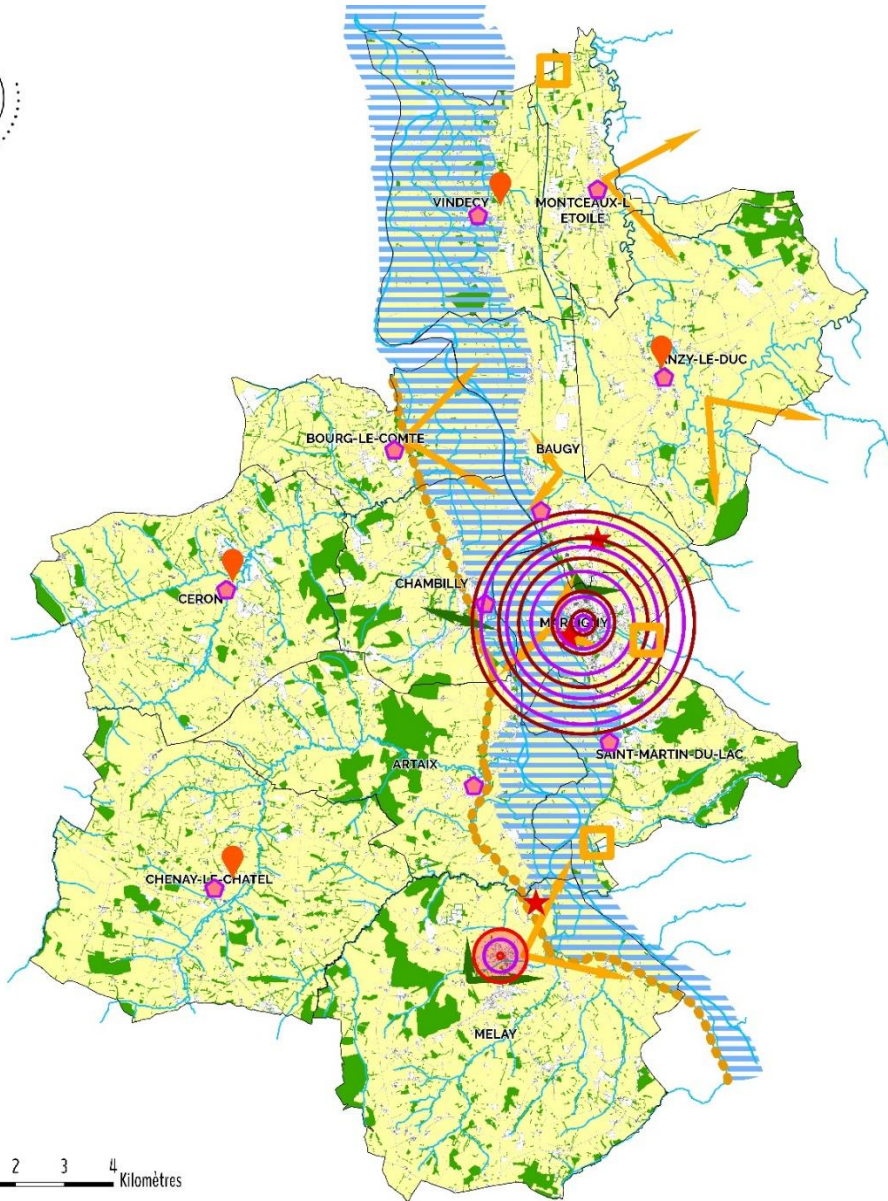 VINDECY
MONTCEAUX-L
ETOILE
NZY-LE-DUC
BOURG-LE-COMTE
BAUGY
CHAMBILLY
CERON
SAINT-MARTIN-DU-LAC
ARTAIX
CHENAY-LE-CHATEL
MELAY
2 3 4 Kilomètres